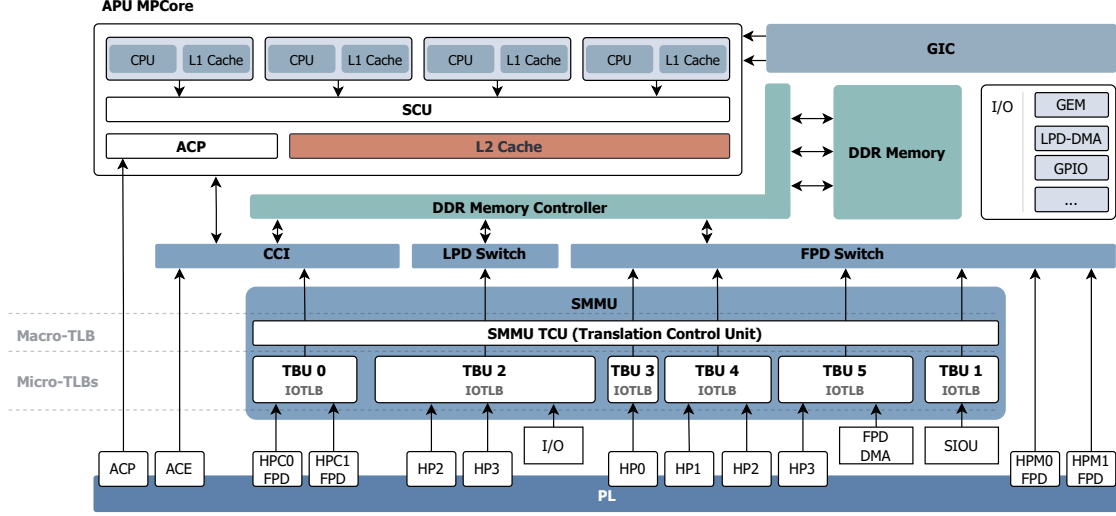 APU MPCore
CPU L1 Cache CPU L1 Cache CPU L1 Cache CPU L1 Cache
GIC
SCU
ACP L2 Cache
DDR Memory
I/O
GEM
LPD-DMA
GPIO
...
DDR Memory Controller
CCI LPD Switch FPD Switch
SMMU
Macro-TLB
SMMU TCU (Translation Control Unit)
Micro-TLBs
TBU 0 TBU 2 TBU 3 TBU 4 TBU 5 TBU 1
IOTLB IOTLB IOTLB IOTLB IOTLB IOTLB
I/O
FPD
DMA
SIOU
ACP ACE
HPC0
FPD
HPC1
FPD
HP2 HP3 HP0 HP1 HP2 HP3
HPM0
FPD
HPM1
FPD
PL